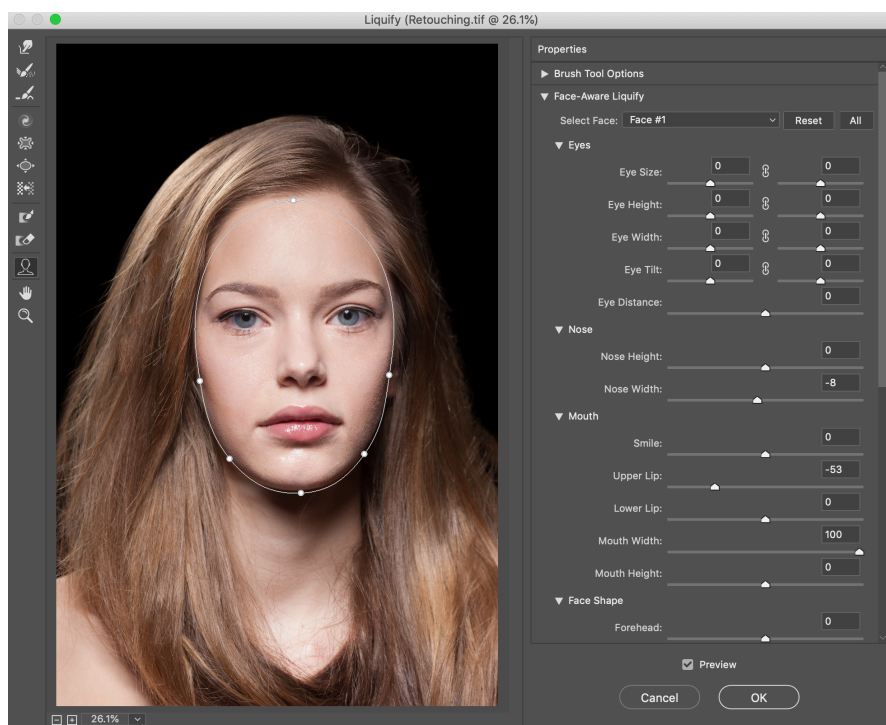 Liquify (Retouching.tif @ 26.1%)
Properties
Brush Tool Options
Face-Aware Liquify
Select Face: Face #1 Reset All
Eyes
Eye Size: 0 0
Eye Height: 0 0
Eye Width: 0 0
Eye Tilt: 0 0
Eye Distance: 0
Nose
Nose Height: 0
Nose Width: -8
Mouth
Smile: 0
Upper Lip: -53
Lower Lip: 0
Mouth Width: 100
Mouth Height: 0
Face Shape
Forehead: 0
Preview
Cancel OK
26.1%